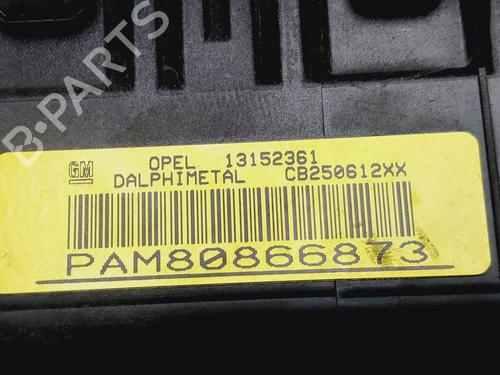 B-PARTS
GM OPEL 13152361
DALPHIMETAL CB250612XX
PAM80866873